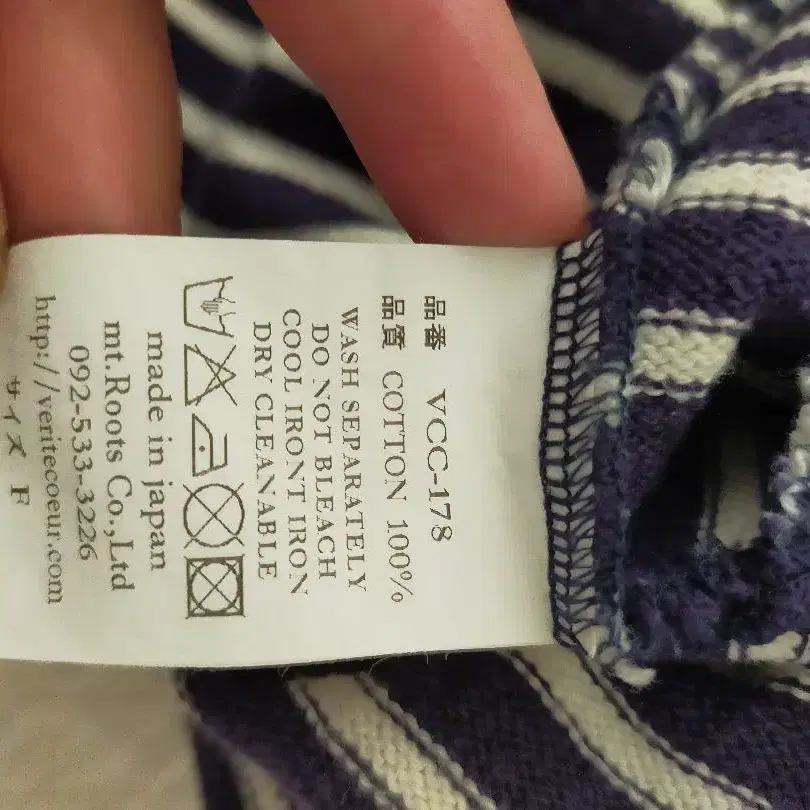 品番 VCC-178
品質 COTTON 100%
WASH SEPARATELY
DO NOT BLEACH
COOL IRONT IRON
DRY CLEANABLE
made in japan
mt.Roots Co.,Ltd
092-533-3226
http://veritecoeur.com
サイズ F